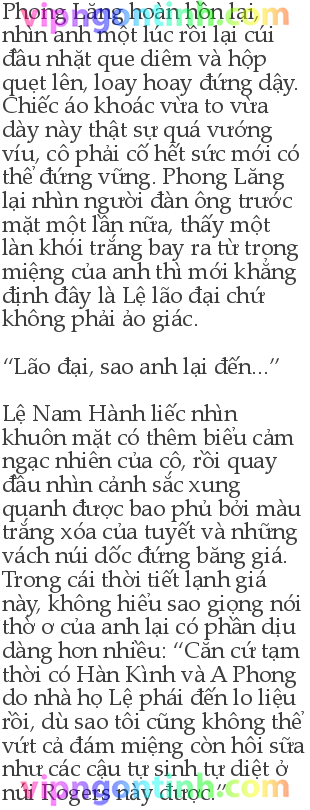 Phong Lăng hoàn hồn lại,
nhìn anh một lúc rồi lại cúi
đầu nhặt que diêm và hộp
quẹt lên, loay hoay đứng dậy.
Chiếc áo khoác vừa to vừa
dày này thật sự quá vướng
víu, cô phải cố hết sức mới có
thể đứng vững. Phong Lăng
lại nhìn người đàn ông trước
mặt một lần nữa, thấy một
làn khói trắng bay ra từ trong
miệng của anh thì mới khẳng
định đây là Lệ lão đại chứ
không phải ảo giác.
“Lão đại, sao anh lại đến...”
Lệ Nam Hành liếc nhìn
khuôn mặt có thêm biểu cảm
ngạc nhiên của cô, rồi quay
đầu nhìn cảnh sắc xung
quanh được bao phủ bởi màu
trắng xóa của tuyết và những
vách núi dốc đứng băng giá.
Trong cái thời tiết lạnh giá
này, không hiểu sao giọng nói
thờ ơ của anh lại có phần dịu
dàng hơn nhiều: “Căn cứ tạm
thời có Hàn Kình và A Phong
do nhà họ Lệ phái đến lo liệu
rồi, dù sao tôi cũng không thể
vứt cả đám miệng còn hôi sữa
như các cậu tự sinh tự diệt ở
núi Rogers này được.”
vipngontinh.com
vipngontinh.com